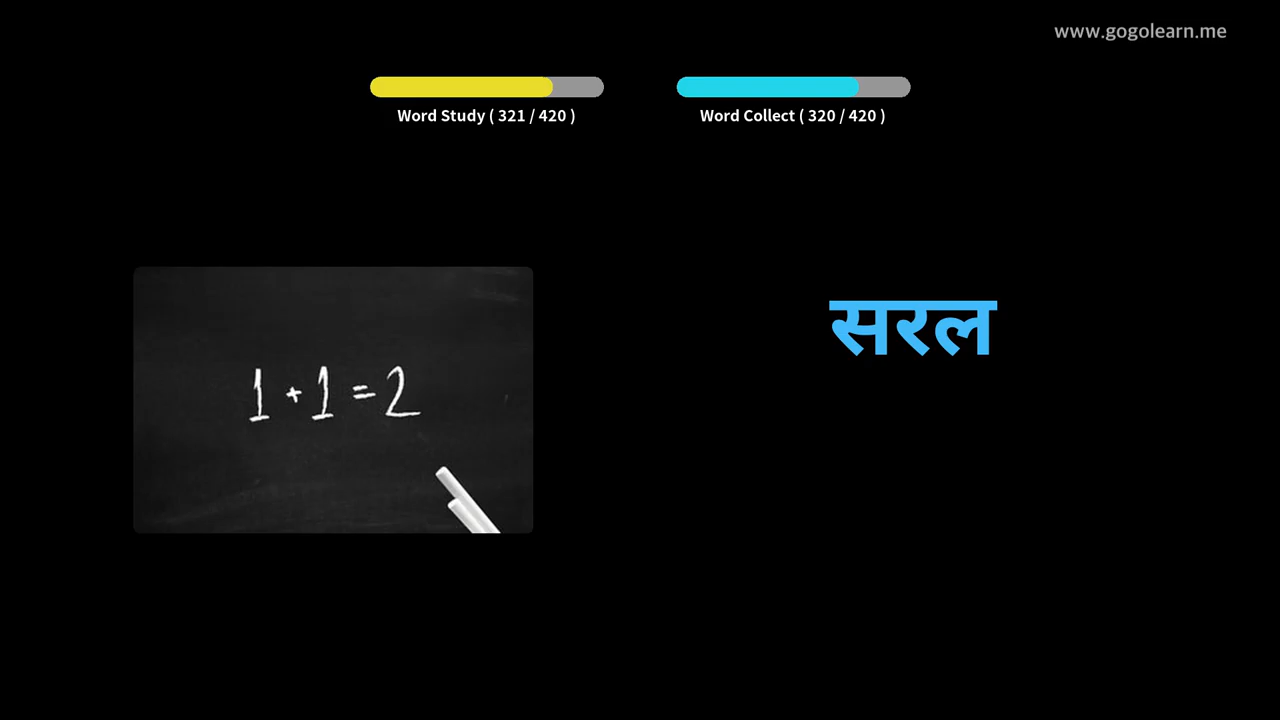 www.gogolearn.me
Word Study ( 321 / 420 )
Word Collect ( 320 / 420 )
1 + 1 = 2
सरल